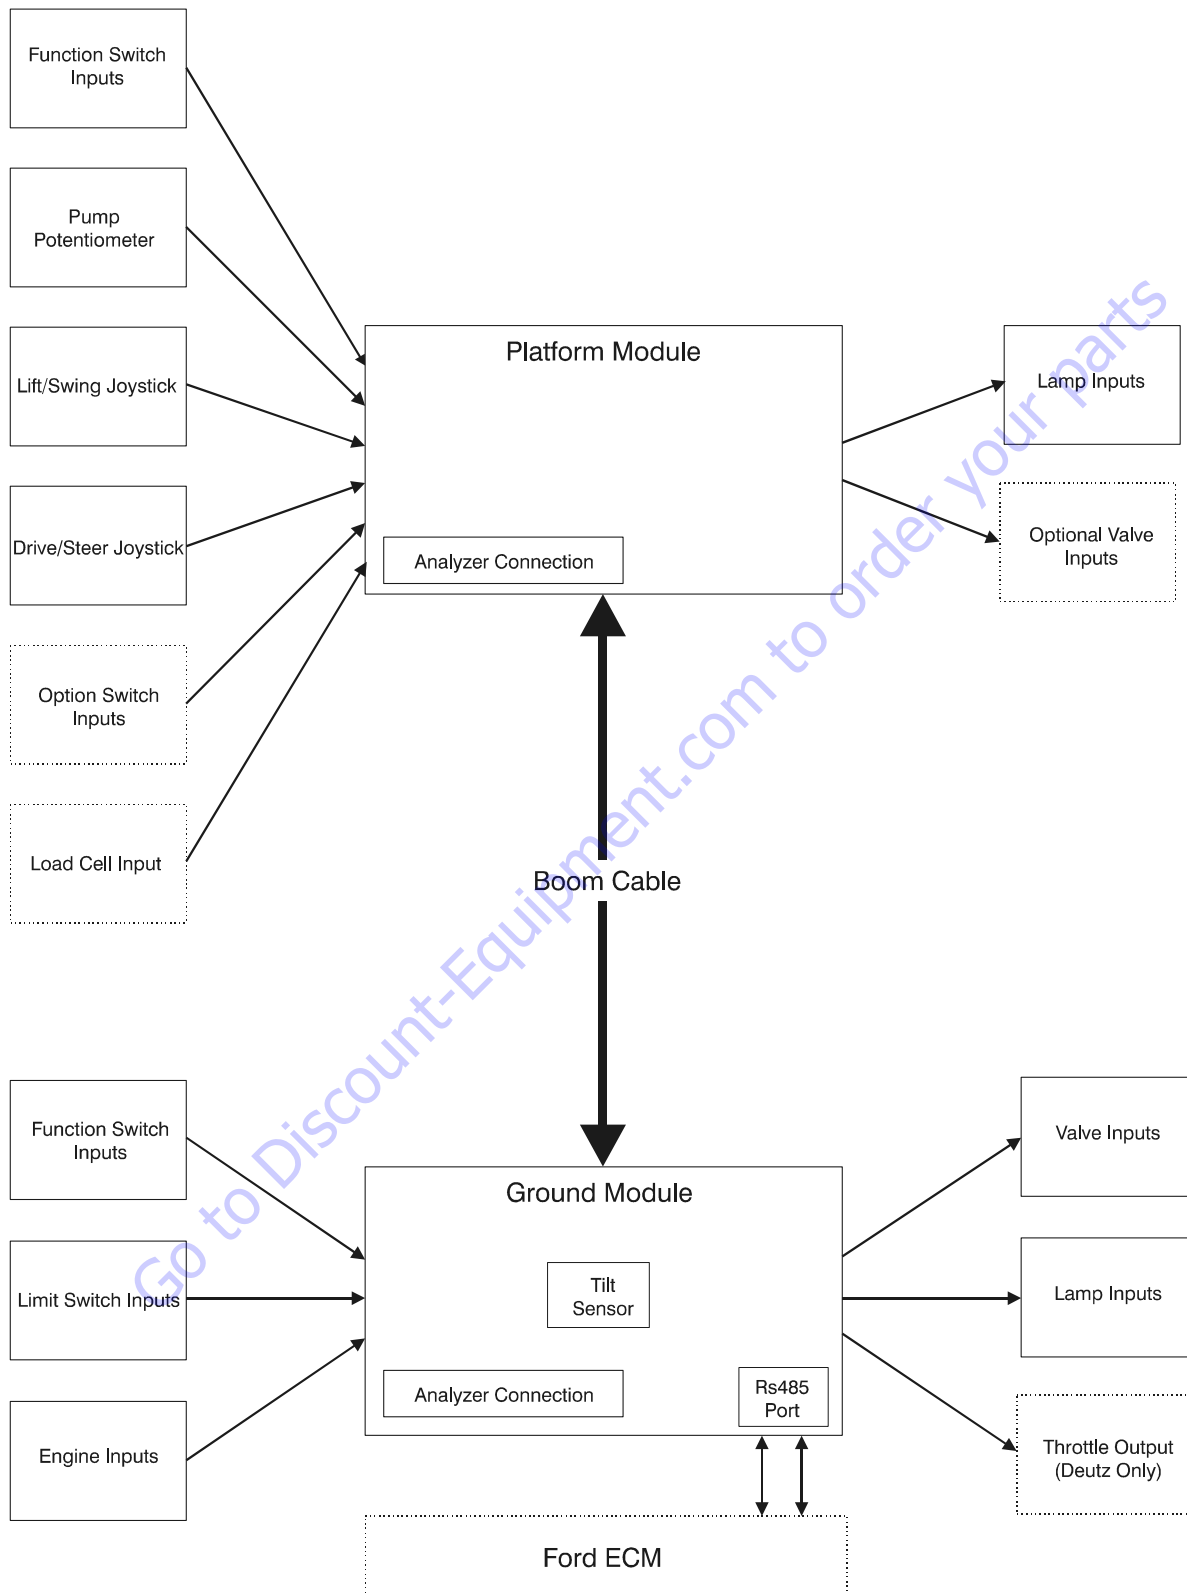 Function Switch
Inputs
Pump
Potentiometer
Lift/Swing Joystick
Drive/Steer Joystick
Option Switch
Inputs
Load Cell Input
Platform Module
Analyzer Connection
Lamp Inputs
Optional Valve
Inputs
Boom Cable
Function Switch
Inputs
Limit Switch Inputs
Engine Inputs
Ground Module
Tilt
Sensor
Analyzer Connection
Rs485
Port
Valve Inputs
Lamp Inputs
Throttle Output
(Deutz Only)
Ford ECM
Go to Discount-Equipment.com to order your parts